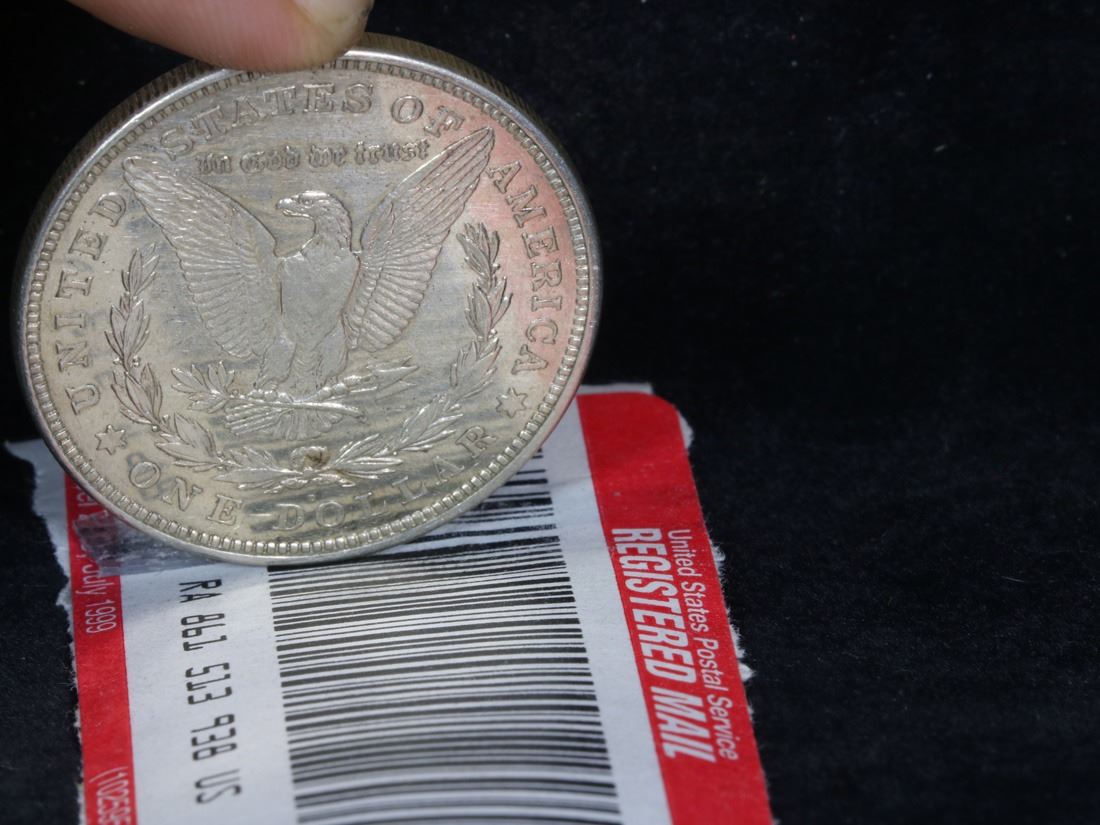 UNITED STATES OF AMERICA
In God we trust
ONE DOLLAR
United States Postal Service
REGISTERED MAIL
RA 861 513 938 US
July 1999